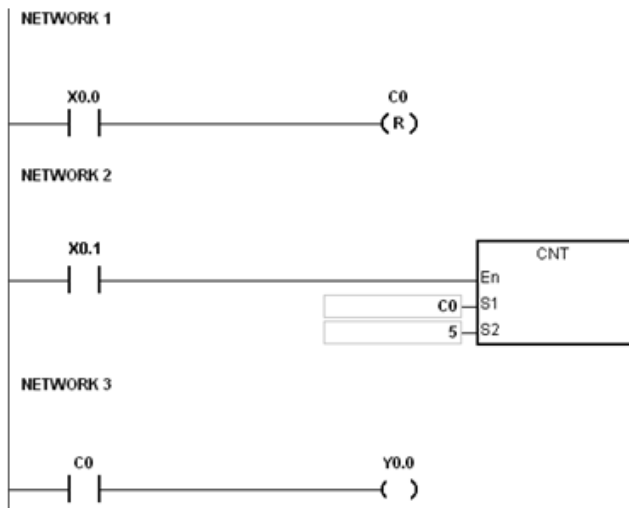 NETWORK 1
X0.0 C0
R
NETWORK 2
X0.1
CNT
En
C0 S1
5 S2
NETWORK 3
C0 Y0.0